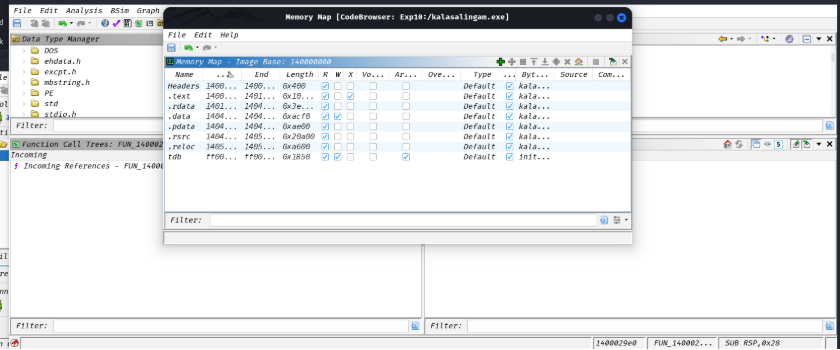 Memory Map [CodeBrowser: Exp10:/kalasalingam.exe]
File Edit Analysis BSim Graph
File Edit Help
Data Type Manager
DOS
ehdata.h
excpt.h
mbstring.h
PE
std
stdio.h
Filter:
Memory Map - Image Base: 140000000
Name ... End Length R W X Vo... Ar... Ove... Type ... Byt... Source Com...
Headers 1400... 1400... 0x400 Default kala...
.text 1400... 1401... 0x10... Default kala...
.rdata 1401... 1404... 0x3e... Default kala...
.data 1404... 1404... 0xacf0 Default kala...
.pdata 1404... 1404... 0xae00 Default kala...
.rsrc 1404... 1405... 0x20a00 Default kala...
.reloc 1405... 1405... 0xa600 Default kala...
tdb ff00... ff00... 0x1850 Default init...
Filter:
Function Call Trees: FUN_140002
Incoming
Incoming References - FUN_1400
Filter:
Filter:
140002 9e0 FUN_140002... SUB RSP,0x28